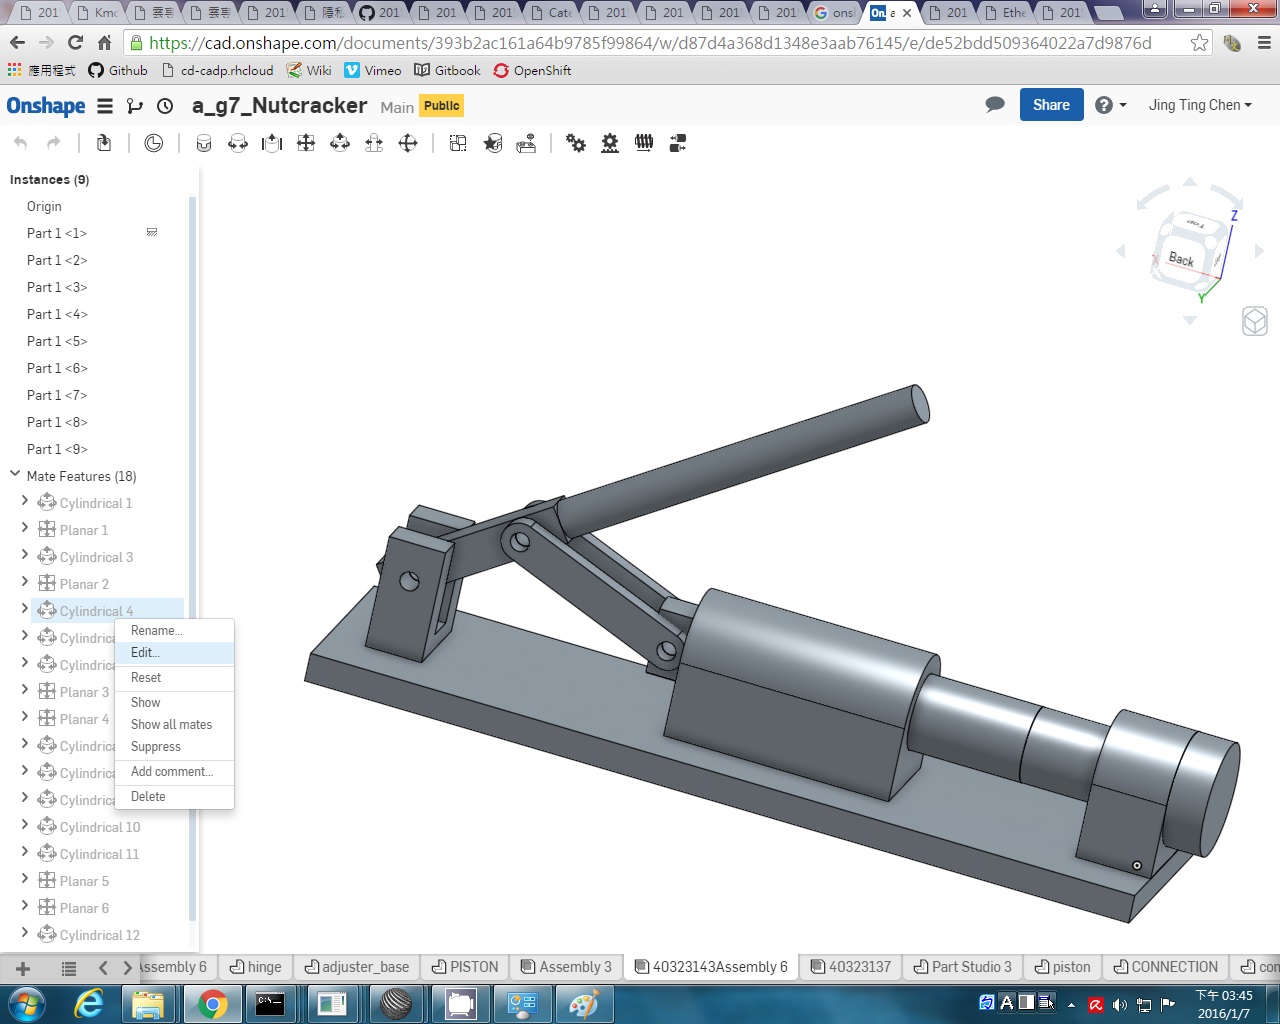 201
Kmo
雲
雲
201
隱私
201
201
201
Cate
201
201
201
201
ons
On.
a
201
Ethe
201
https://cad.onshape.com/documents/393b2ac161a64b9785f99864/w/d87d4a368d1348e3aab76145/e/de52bdd509364022a7d9876d
應用程式
Github
cd-cadp.rhcloud
Wiki
Vimeo
Gitbook
OpenShift
Onshape
a_g7_Nutcracker
Main
Public
Share
Jing Ting Chen
Instances (9)
Origin
Part 1 <1>
Part 1 <2>
Part 1 <3>
Part 1 <4>
Part 1 <5>
Part 1 <6>
Part 1 <7>
Part 1 <8>
Part 1 <9>
Mate Features (18)
Cylindrical 1
Planar 1
Cylindrical 3
Planar 2
Cylindrical 4
Cylindrica
Cylindrica
Planar 3
Planar 4
Cylindrica
Cylindrica
Cylindrica
Cylindrical 10
Cylindrical 11
Planar 5
Planar 6
Cylindrical 12
Rename...
Edit...
Reset
Show
Show all mates
Suppress
Add comment...
Delete
Top
Back
Z
X
Y
Assembly 6
hinge
adjuster_base
PISTON
Assembly 3
40323143Assembly 6
40323137
Part Studio 3
piston
CONNECTION
con
下午 03:45
2016/1/7